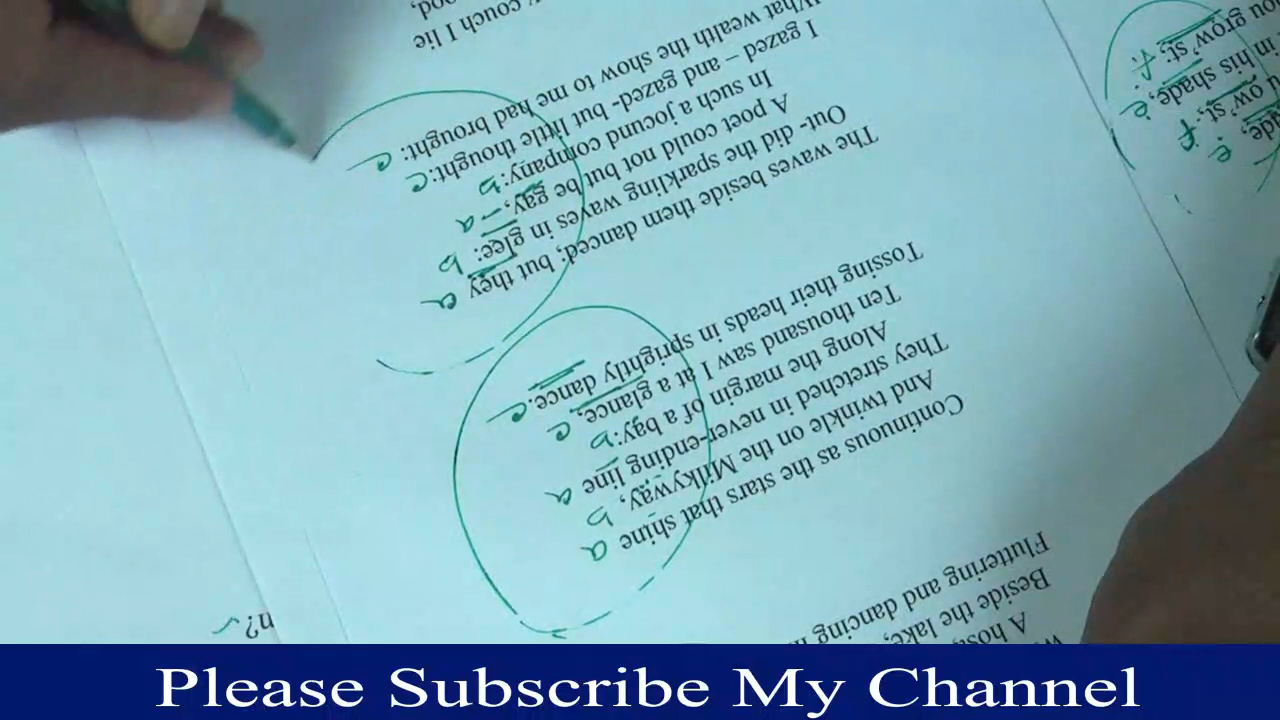 Fluttering and dancing
Beside the lake,
A host
Continuous as the stars that shine a
And twinkle on the Milkyway, b
They stretched in never-ending line a
Along the margin of a bay: b
Ten thousand saw I at a glance, c
Tossing their heads in sprightly dance. c
The waves beside them danced; but they a
Out- did the sparkling waves in glee: b
A poet could not but be gay, a
In such a jocund company: b
I gazed – and gazed- but little thought: c
What wealth the show to me had brought: c
couch I lie
ou grow'st, f
in his shade, e
ow'st, f
ade, e
n?
Please Subscribe My Channel